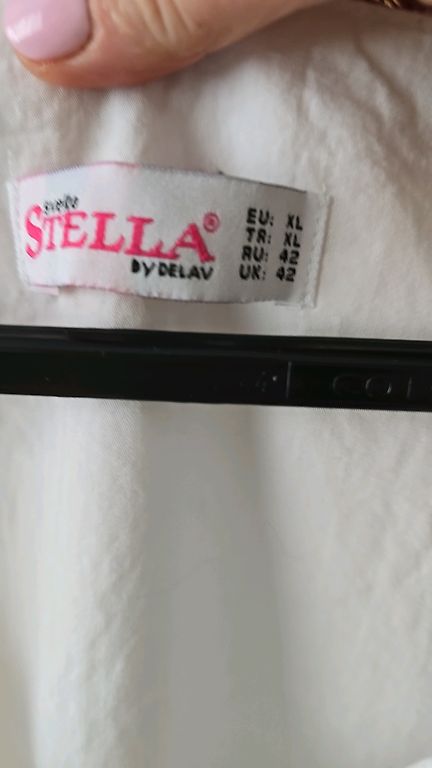 STELLA®
BY DELAV
EU: XL
TR: XL
RU: 42
UK: 42